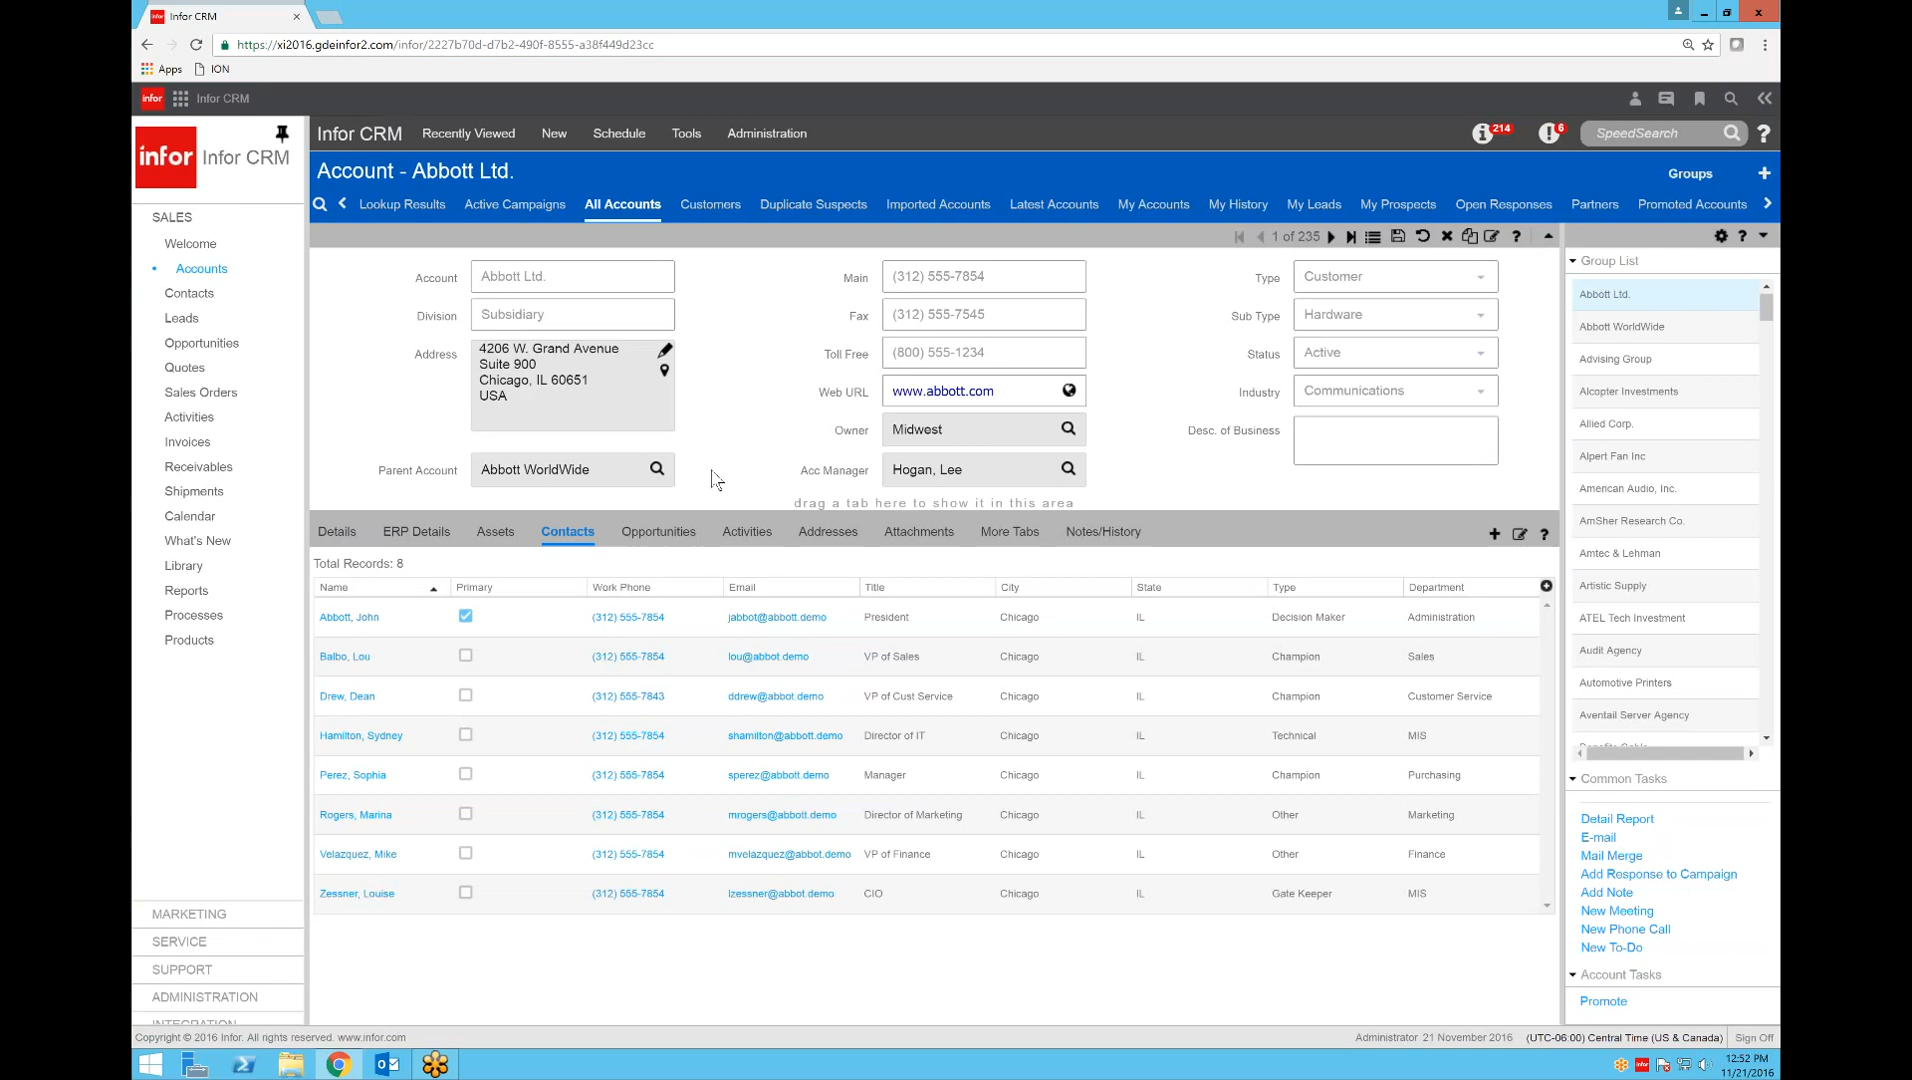 infor Infor CRM
https://xi2016.gdeinfor2.com/infor/2227b70d-d7b2-490f-8555-a38f449d23cc
Apps ION
infor Infor CRM
infor Infor CRM
Infor CRM Recently Viewed New Schedule Tools Administration 214 6 SpeedSearch ?
Account - Abbott Ltd. Groups +
Lookup Results Active Campaigns All Accounts Customers Duplicate Suspects Imported Accounts Latest Accounts My Accounts My History My Leads My Prospects Open Responses Partners Promoted Accounts
1 of 235 ? ?
SALES
Welcome
Accounts
Contacts
Leads
Opportunities
Quotes
Sales Orders
Activities
Invoices
Receivables
Shipments
Calendar
What's New
Library
Reports
Processes
Products
MARKETING
SERVICE
SUPPORT
ADMINISTRATION
INTEGRATION
Account Abbott Ltd.
Division Subsidiary
Address 4206 W. Grand Avenue
Suite 900
Chicago, IL 60651
USA
Parent Account Abbott WorldWide
Main (312) 555-7854
Fax (312) 555-7545
Toll Free (800) 555-1234
Web URL www.abbott.com
Owner Midwest
Acc Manager Hogan, Lee
Type Customer
Sub Type Hardware
Status Active
Industry Communications
Desc. of Business
drag a tab here to show it in this area
Details ERP Details Assets Contacts Opportunities Activities Addresses Attachments More Tabs Notes/History + ?
Total Records: 8
Name Primary Work Phone Email Title City State Type Department
Abbott, John (312) 555-7854 jabbot@abbott.demo President Chicago IL Decision Maker Administration
Balbo, Lou (312) 555-7854 lou@abbot.demo VP of Sales Chicago IL Champion Sales
Drew, Dean (312) 555-7843 ddrew@abbot.demo VP of Cust Service Chicago IL Champion Customer Service
Hamilton, Sydney (312) 555-7854 shamilton@abbott.demo Director of IT Chicago IL Technical MIS
Perez, Sophia (312) 555-7854 sperez@abbott.demo Manager Chicago IL Champion Purchasing
Rogers, Marina (312) 555-7854 mrogers@abbott.demo Director of Marketing Chicago IL Other Marketing
Velazquez, Mike (312) 555-7854 mvelazquez@abbot.demo VP of Finance Chicago IL Other Finance
Zessner, Louise (312) 555-7854 lzessner@abbot.demo CIO Chicago IL Gate Keeper MIS
Group List
Abbott Ltd.
Abbott WorldWide
Advising Group
Alcopter Investments
Allied Corp.
Alpert Fan Inc
American Audio, Inc.
AmSher Research Co.
Amtec & Lehman
Artistic Supply
ATEL Tech Investment
Audit Agency
Automotive Printers
Aventail Server Agency
Common Tasks
Detail Report
E-mail
Mail Merge
Add Response to Campaign
Add Note
New Meeting
New Phone Call
New To-Do
Account Tasks
Promote
Copyright © 2016 Infor. All rights reserved. www.infor.com
Administrator 21 November 2016 (UTC-06:00) Central Time (US & Canada) Sign Off
12:52 PM
11/21/2016